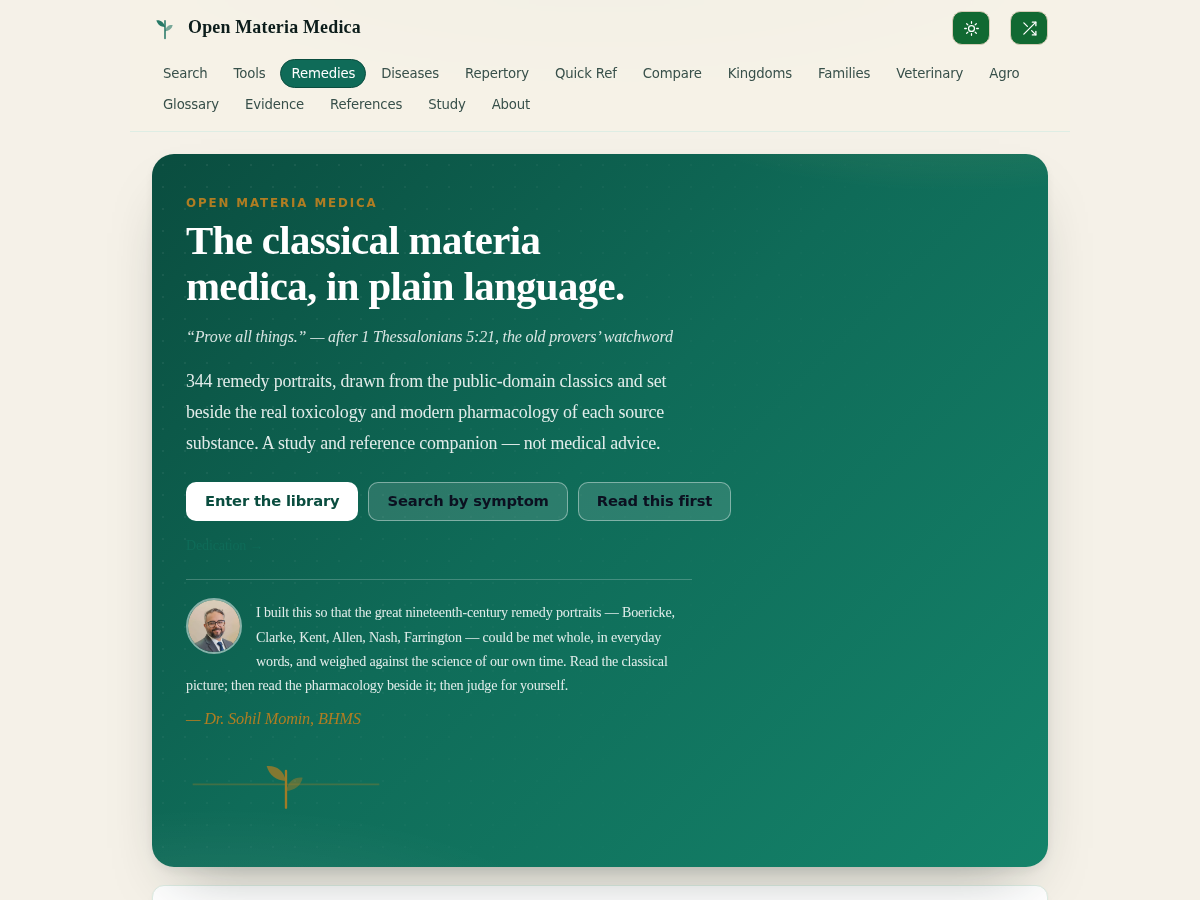 Open Materia Medica
Search Tools Remedies Diseases Repertory Quick Ref Compare Kingdoms Families Veterinary Agro
Glossary Evidence References Study About
OPEN MATERIA MEDICA
The classical materia
medica, in plain language.
“Prove all things.” — after 1 Thessalonians 5:21, the old provers’ watchword
344 remedy portraits, drawn from the public-domain classics and set
beside the real toxicology and modern pharmacology of each source
substance. A study and reference companion — not medical advice.
Enter the library Search by symptom Read this first
Dedication
I built this so that the great nineteenth-century remedy portraits — Boericke,
Clarke, Kent, Allen, Nash, Farrington — could be met whole, in everyday
words, and weighed against the science of our own time. Read the classical
picture; then read the pharmacology beside it; then judge for yourself.
— Dr. Sohil Momin, BHMS